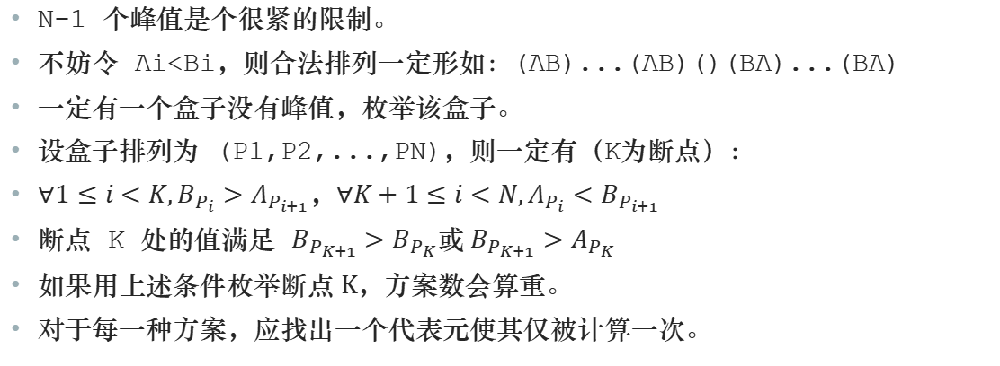 • N-1 个峰值是个很紧的限制。
• 不妨令 Ai<Bi，则合法排列一定形如: (AB)...(AB)()(BA)...(BA)
• 一定有一个盒子没有峰值，枚举该盒子。
• 设盒子排列为 (P1,P2,...,PN)，则一定有（K为断点）:
• ∀1 ≤ i < K, B_{P_i} > A_{P_{i+1}}，∀K + 1 ≤ i < N, A_{P_i} < B_{P_{i+1}}
• 断点 K 处的值满足 B_{P_{K+1}} > B_{P_K}或 B_{P_{K+1}} > A_{P_K}
• 如果用上述条件枚举断点 K，方案数会算重。
• 对于每一种方案，应找出一个代表元使其仅被计算一次。